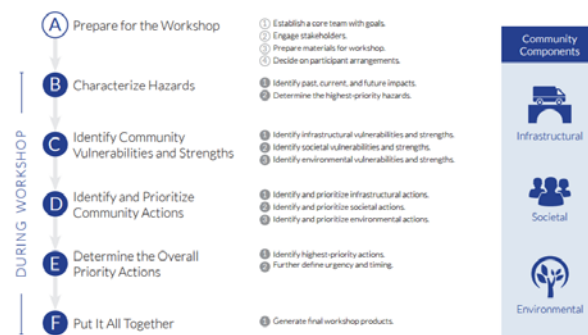 A Prepare for the Workshop
1 Establish a core team with goals.
2 Engage stakeholders.
3 Prepare materials for workshop.
4 Decide on participant arrangements.
DURING WORKSHOP
B Characterize Hazards
1 Identify past, current, and future impacts.
2 Determine the highest-priority hazards.
C Identify Community
Vulnerabilities and Strengths
1 Identify infrastructural vulnerabilities and strengths.
2 Identify societal vulnerabilities and strengths.
3 Identify environmental vulnerabilities and strengths.
D Identify and Prioritize
Community Actions
1 Identify and prioritize infrastructural actions.
2 Identify and prioritize societal actions.
3 Identify and prioritize environmental actions.
E Determine the Overall
Priority Actions
1 Identify highest-priority actions.
2 Further define urgency and timing.
F Put It All Together
1 Generate final workshop products.
Community
Components
Infrastructural
Societal
Environmental